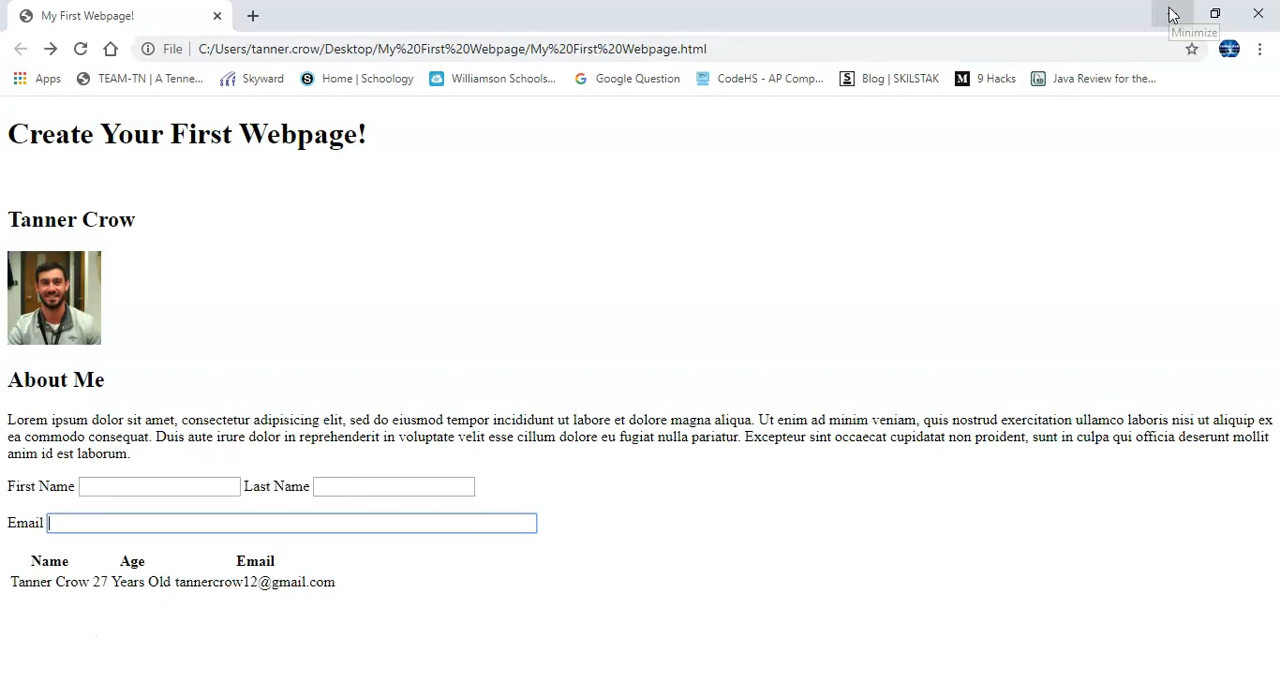 My First Webpage!
Minimize
File | C:/Users/tanner.crow/Desktop/My%20First%20Webpage/My%20First%20Webpage.html
Apps TEAM-TN | A Tenne... Skyward Home | Schoology Williamson Schools... Google Question CodeHS - AP Comp... Blog | SKILSTAK 9 Hacks Java Review for the...
Create Your First Webpage!
Tanner Crow
About Me
Lorem ipsum dolor sit amet, consectetur adipisicing elit, sed do eiusmod tempor incididunt ut labore et dolore magna aliqua. Ut enim ad minim veniam, quis nostrud exercitation ullamco laboris nisi ut aliquip ex
ea commodo consequat. Duis aute irure dolor in reprehenderit in voluptate velit esse cillum dolore eu fugiat nulla pariatur. Excepteur sint occaecat cupidatat non proident, sunt in culpa qui officia deserunt mollit
anim id est laborum.
First Name Last Name
Email
Name Age Email
Tanner Crow 27 Years Old tannercrow12@gmail.com